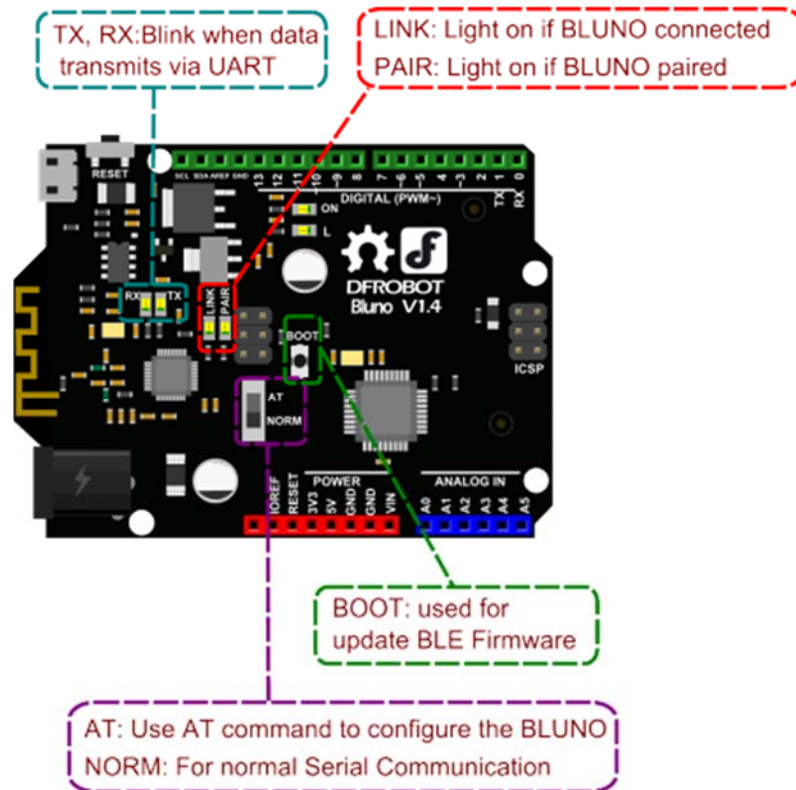 TX, RX:Blink when data
transmits via UART
LINK: Light on if BLUNO connected
PAIR: Light on if BLUNO paired
RESET
SCL SDA AREF GND 13 12 ~11 ~10 ~9 8 7 ~6 ~5 4 ~3 2 1 0
TX RX
DIGITAL (PWM~)
ON
L
DFROBOT
Bluno V1.4
RX TX
LINK PAIR
BOOT
ICSP
AT
NORM
POWER
ANALOG IN
IOREF RESET 3V3 5V GND GND VIN A0 A1 A2 A3 A4 A5
BOOT: used for
update BLE Firmware
AT: Use AT command to configure the BLUNO
NORM: For normal Serial Communication